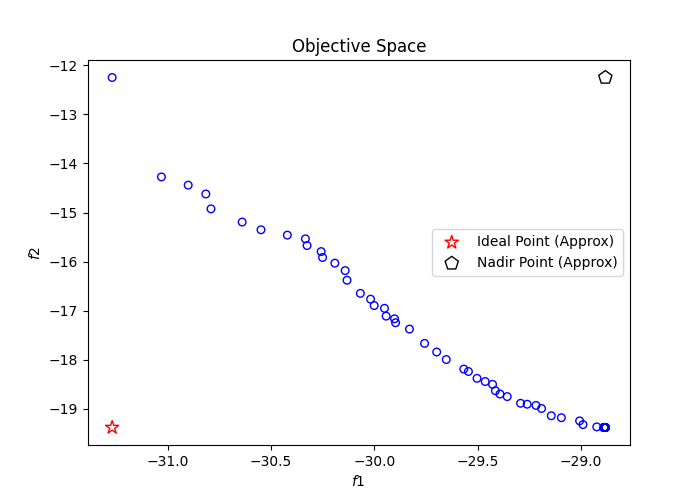 Objective Space
−12
−13
−14
−15
−16
−17
−18
−19
f2
Ideal Point (Approx)
Nadir Point (Approx)
−31.0
−30.5
−30.0
−29.5
−29.0
f1